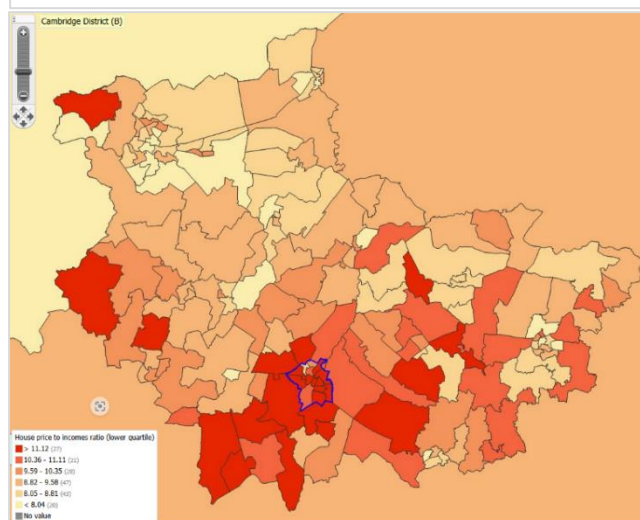 Cambridge District (B)
House price to incomes ratio (lower quartile)
> 11.12 (27)
10.36 - 11.11 (21)
9.59 - 10.35 (28)
8.82 - 9.58 (47)
8.05 - 8.81 (42)
< 8.04 (28)
No value